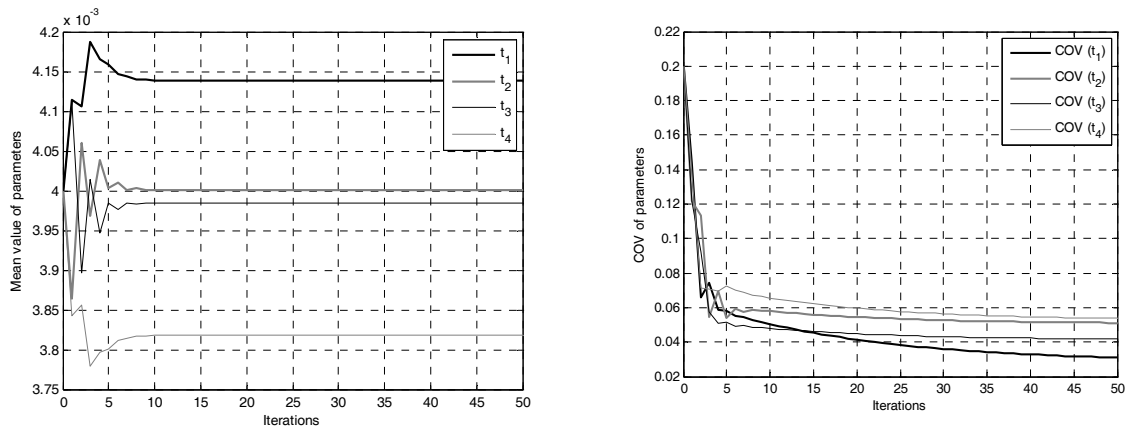 x 10⁻³
4.2
4.15
4.1
4.05
4
3.95
3.9
3.85
3.8
3.75
Mean value of parameters
0 5 10 15 20 25 30 35 40 45 50
Iterations
t₁
t₂
t₃
t₄
0.22
0.2
0.18
0.16
0.14
0.12
0.1
0.08
0.06
0.04
0.02
COV of parameters
0 5 10 15 20 25 30 35 40 45 50
Iterations
COV (t₁)
COV (t₂)
COV (t₃)
COV (t₄)